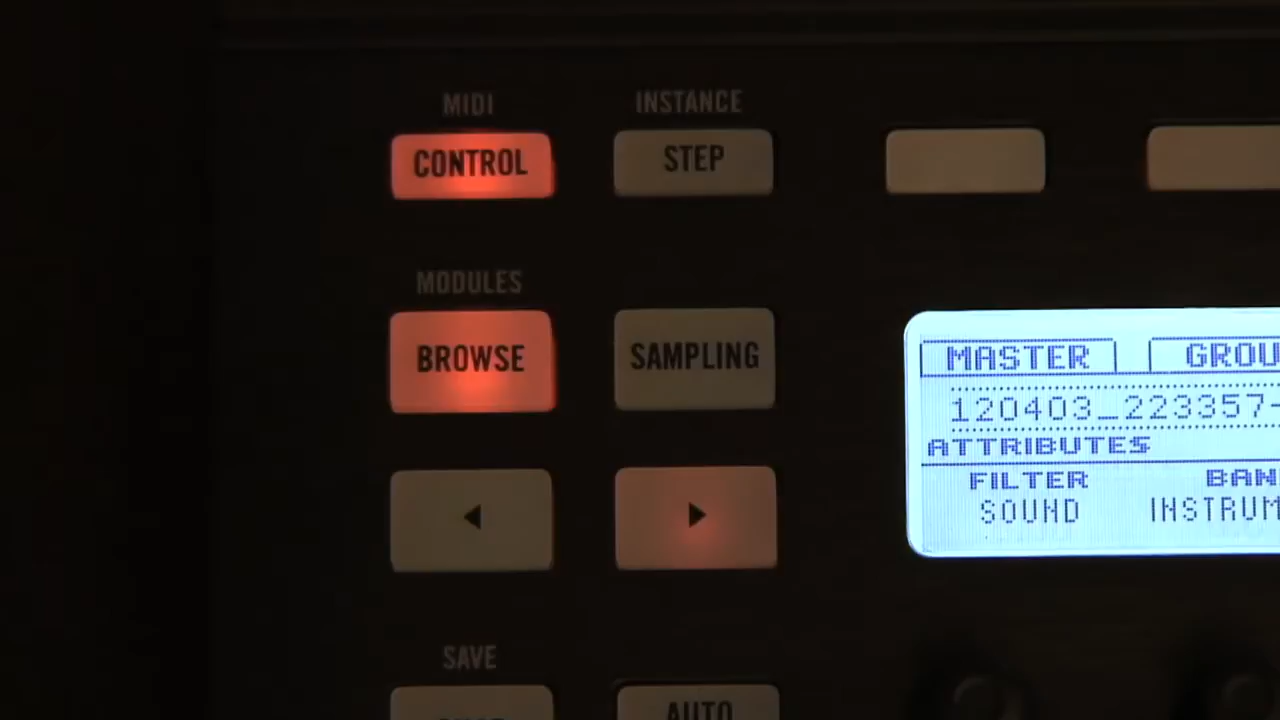 MIDI
INSTANCE
CONTROL
STEP
MODULES
BROWSE
SAMPLING
MASTER
GROU
120403_223357-
ATTRIBUTES
FILTER
BAN
SOUND
INSTRUM
SAVE
AUTO